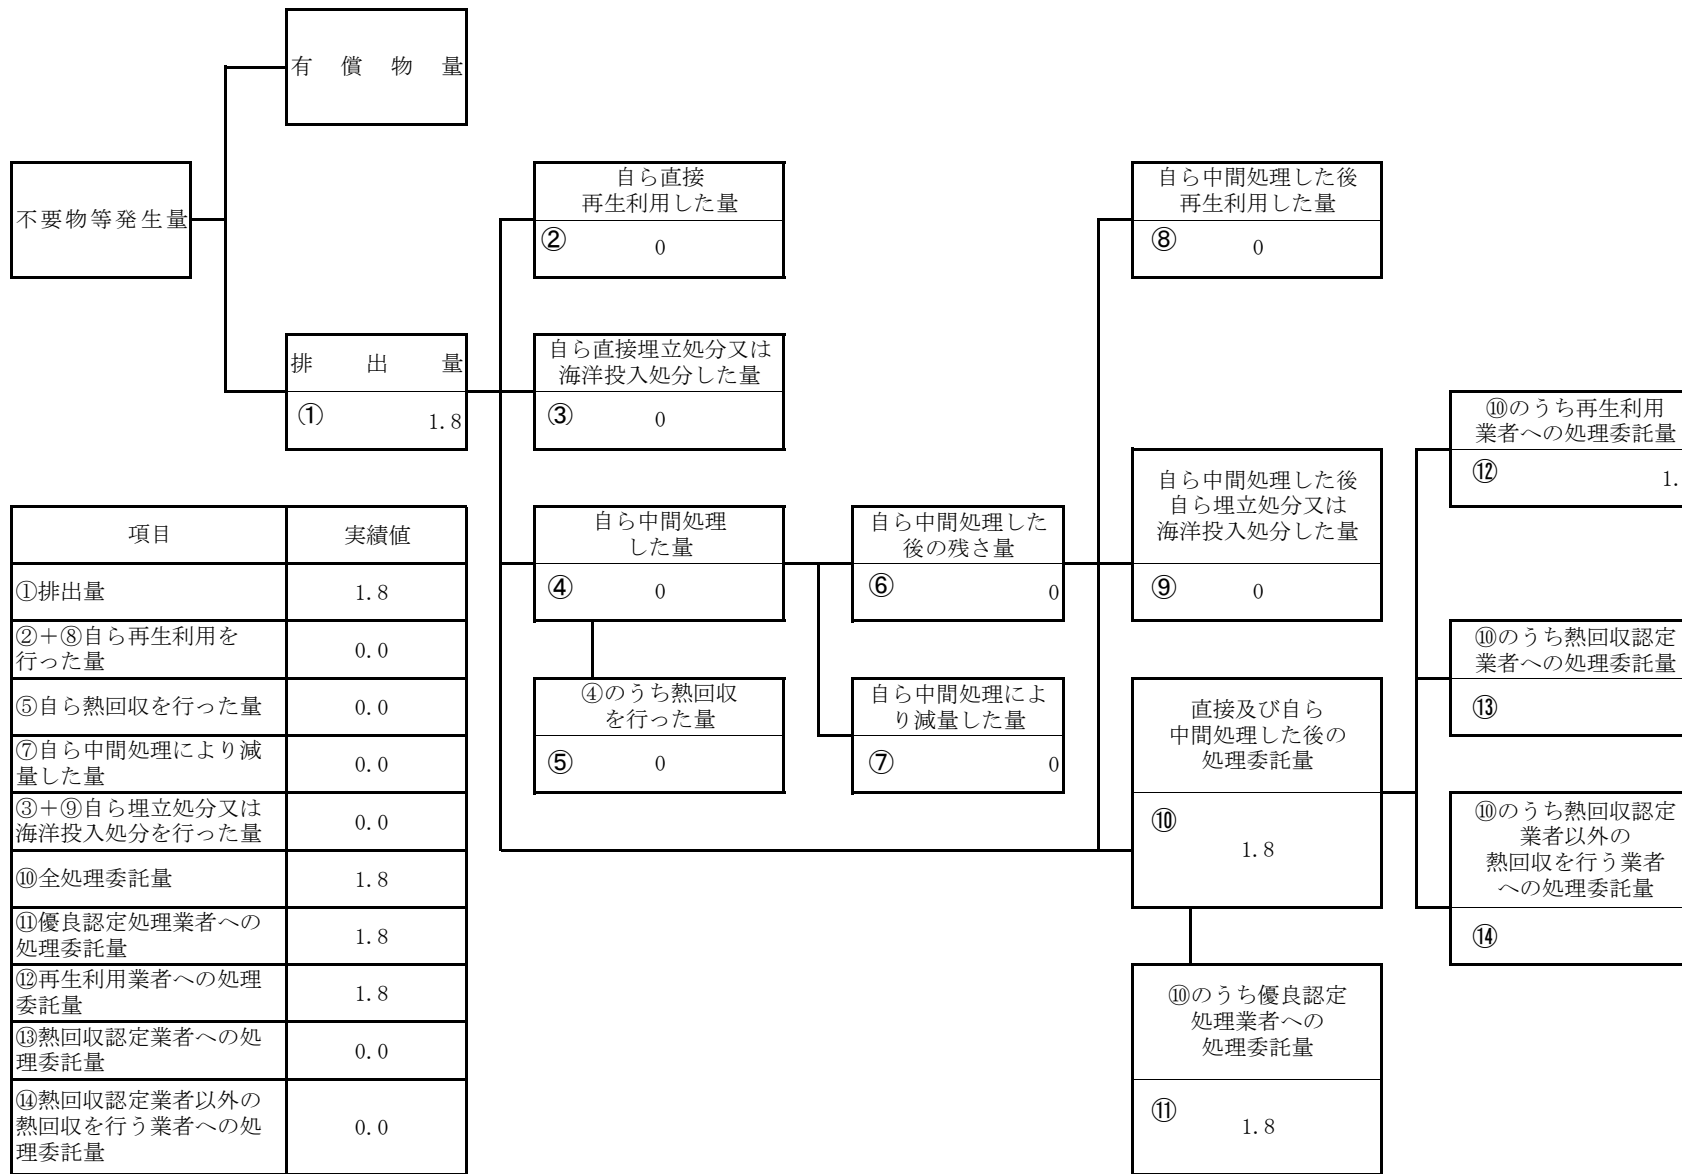 有償物量
不要物等発生量
排出量
① 1.8
自ら直接
再生利用した量
② 0
自ら直接埋立処分又は
海洋投入処分した量
③ 0
自ら中間処理
した量
④ 0
④のうち熱回収
を行った量
⑤ 0
自ら中間処理した
後の残さ量
⑥ 0
自ら中間処理によ
り減量した量
⑦ 0
自ら中間処理した後
再生利用した量
⑧ 0
自ら中間処理した後
自ら埋立処分又は
海洋投入処分した量
⑨ 0
直接及び自ら
中間処理した後の
処理委託量
⑩
1.8
⑩のうち優良認定
処理業者への
処理委託量
⑪
1.8
⑩のうち再生利用
業者への処理委託量
⑫ 1.
⑩のうち熱回収認定
業者への処理委託量
⑬
⑩のうち熱回収認定
業者以外の
熱回収を行う業者
への処理委託量
⑭
項目 実績値
①排出量 1.8
②＋⑧自ら再生利用を
行った量 0.0
⑤自ら熱回収を行った量 0.0
⑦自ら中間処理により減
量した量 0.0
③＋⑨自ら埋立処分又は
海洋投入処分を行った量 0.0
⑩全処理委託量 1.8
⑪優良認定処理業者への
処理委託量 1.8
⑫再生利用業者への処理
委託量 1.8
⑬熱回収認定業者への処
理委託量 0.0
⑭熱回収認定業者以外の
熱回収を行う業者への処
理委託量 0.0